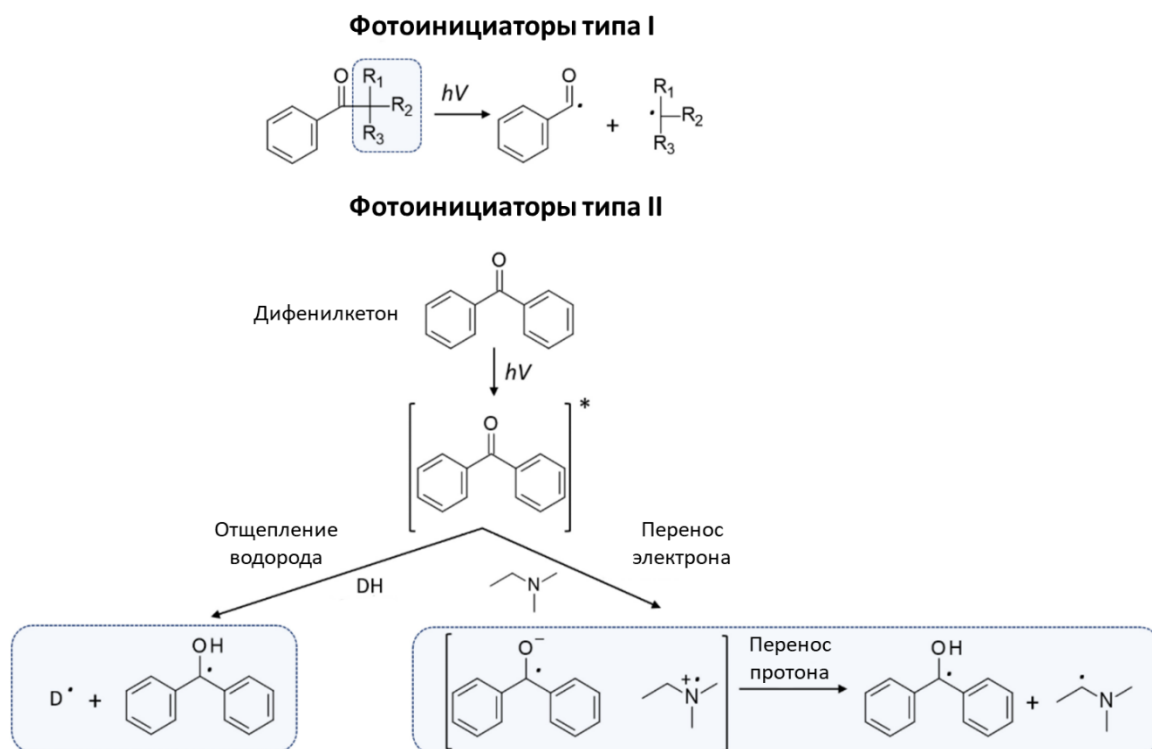 Фотоинициаторы типа I
O
R₁
R₂
R₃
hV
O
+
R₁
R₂
R₃
Фотоинициаторы типа II
O
Дифенилкетон
hV
*
O
Отщепление
водорода
DH
N
Перенос
электрона
D• +
OH
O⁻
N
+•
Перенос
протона
OH
+
N